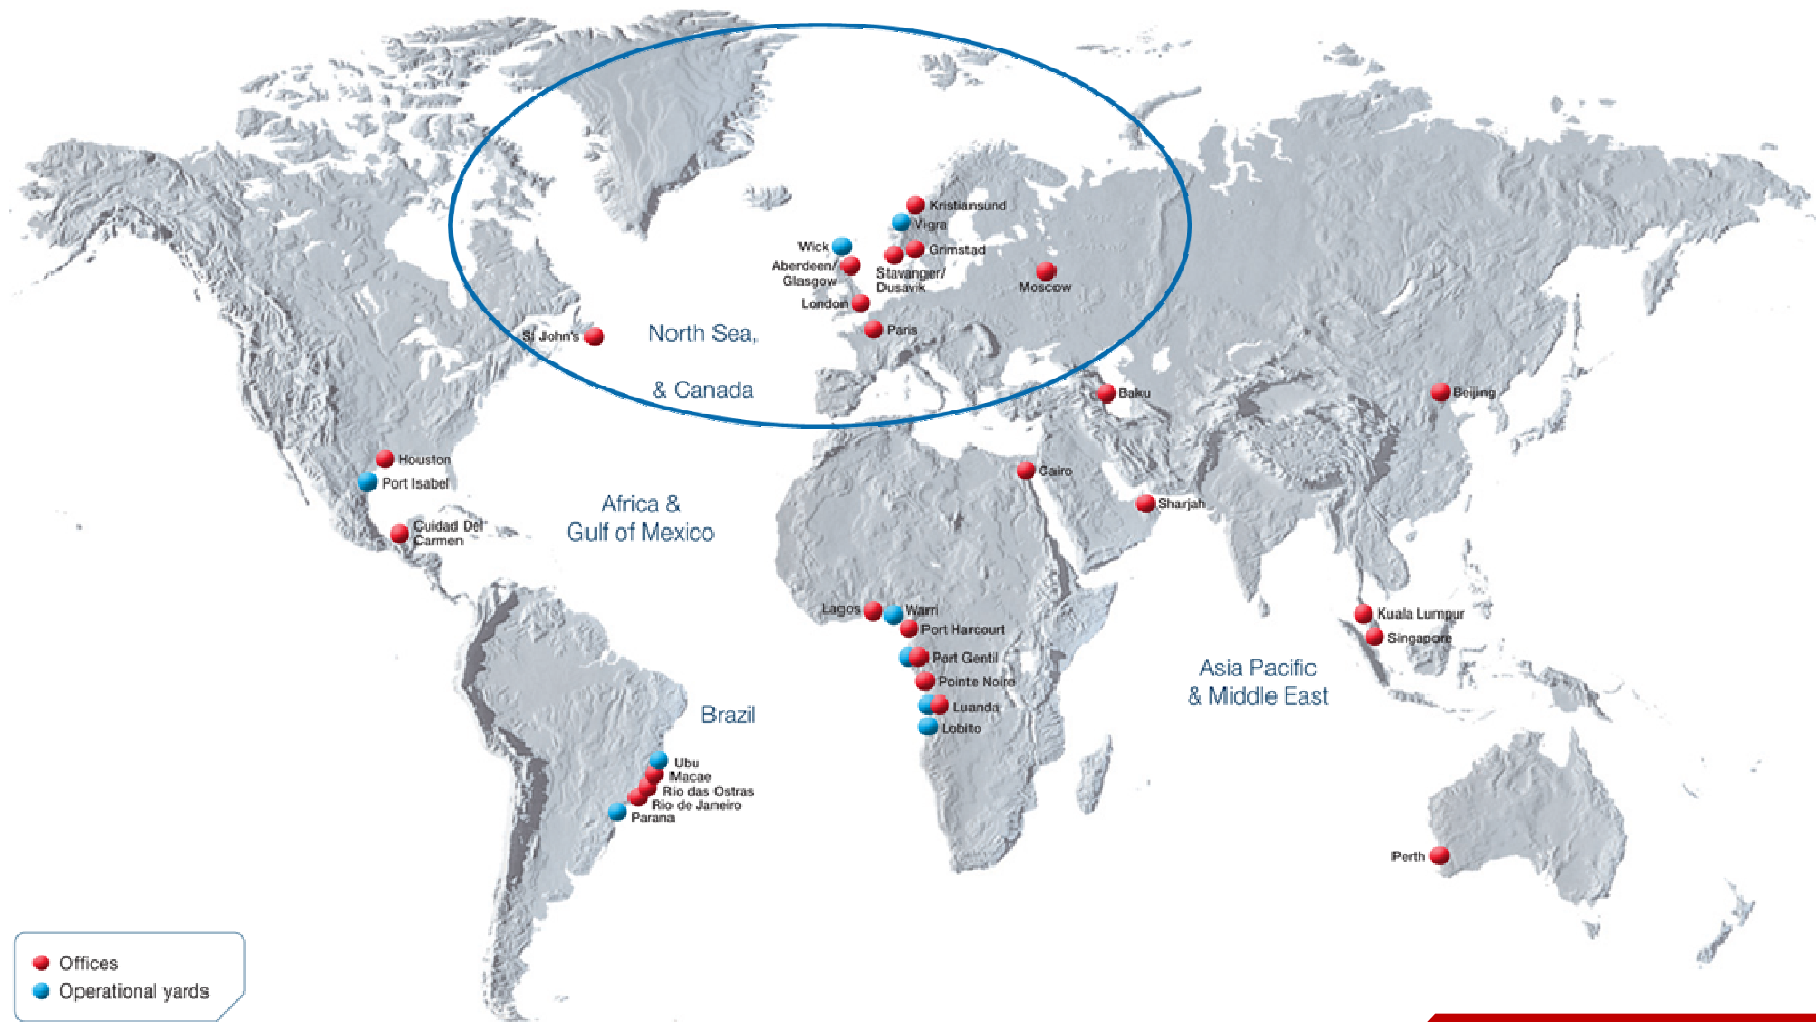 Kristiansund
Vigra
Wick
Grimstad
Aberdeen/
Glasgow
Stavanger/
Dusavik
Moscow
London
Paris
St John's
North Sea,
& Canada
Baku
Beijing
Houston
Port Isabel
Cairo
Sharjah
Africa &
Gulf of Mexico
Cuidad Del
Carmen
Lagos
Warri
Port Harcourt
Port Gentil
Pointe Noire
Luanda
Lobito
Kuala Lumpur
Singapore
Asia Pacific
& Middle East
Brazil
Ubu
Macae
Rio das Ostras
Rio de Janeiro
Parana
Perth
Offices
Operational yards